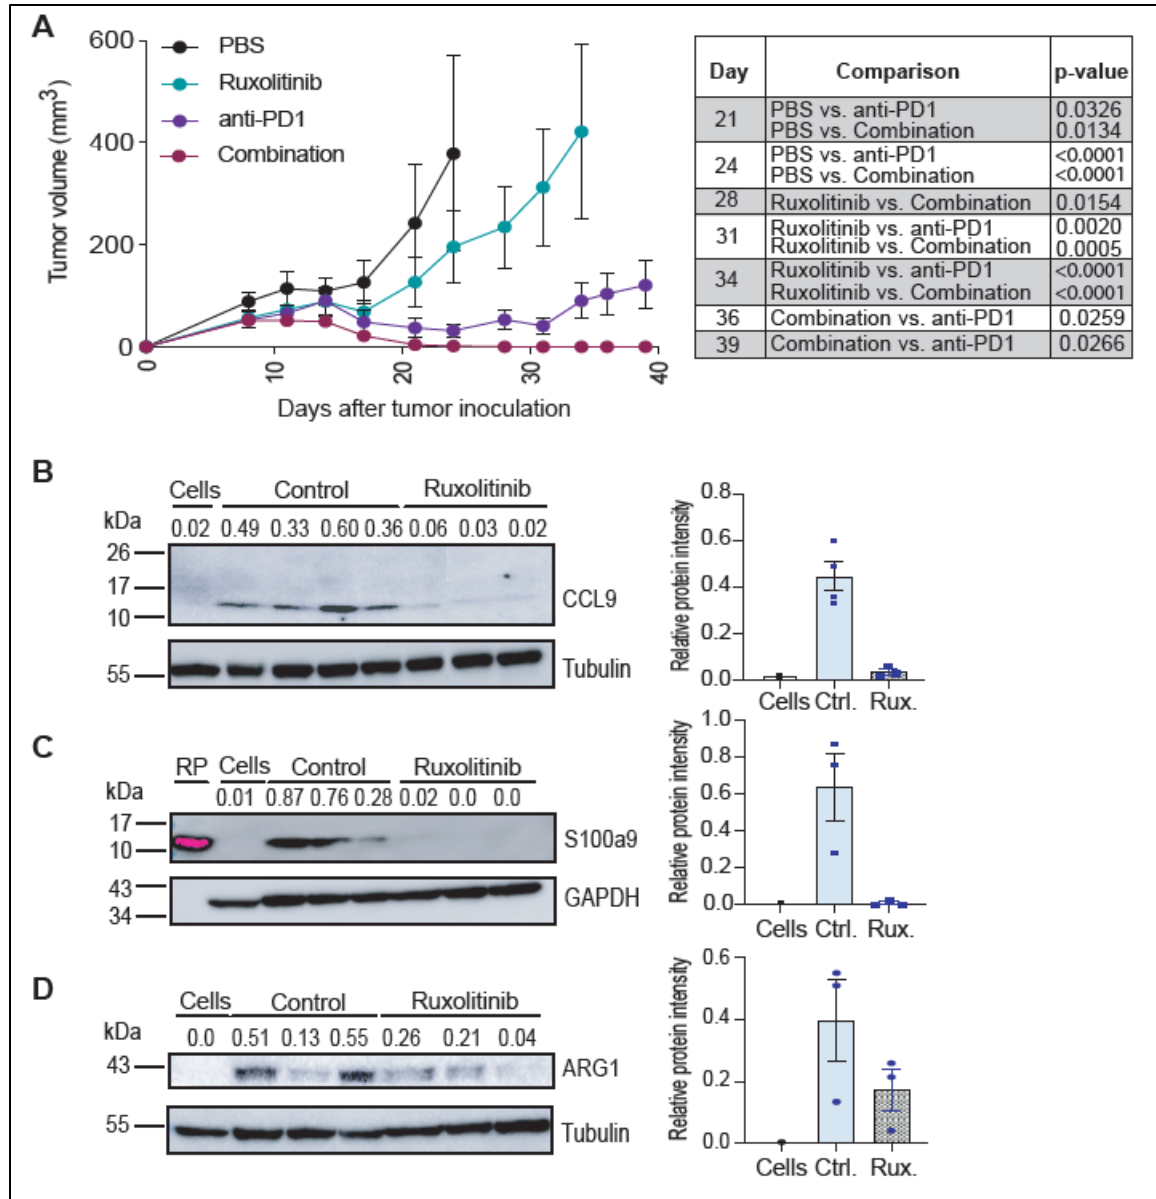 A
600
400
200
0
Tumor volume (mm3)
PBS
Ruxolitinib
anti-PD1
Combination
0 10 20 30 40
Days after tumor inoculation
Day Comparison p-value
21 PBS vs. anti-PD1 0.0326
PBS vs. Combination 0.0134
24 PBS vs. anti-PD1 <0.0001
PBS vs. Combination <0.0001
28 Ruxolitinib vs. Combination 0.0154
31 Ruxolitinib vs. anti-PD1 0.0020
Ruxolitinib vs. Combination 0.0005
34 Ruxolitinib vs. anti-PD1 <0.0001
Ruxolitinib vs. Combination <0.0001
36 Combination vs. anti-PD1 0.0259
39 Combination vs. anti-PD1 0.0266
B
Cells Control Ruxolitinib
kDa 0.02 0.49 0.33 0.60 0.36 0.06 0.03 0.02
26
17
10
CCL9
55
Tubulin
Relative protein intensity
0.8
0.6
0.4
0.2
0.0
Cells Ctrl. Rux.
C
RP Cells Control Ruxolitinib
kDa 0.01 0.87 0.76 0.28 0.02 0.0 0.0
17
10
S100a9
43
34
GAPDH
Relative protein intensity
1.0
0.8
0.6
0.4
0.2
0.0
Cells Ctrl. Rux.
D
Cells Control Ruxolitinib
kDa 0.0 0.51 0.13 0.55 0.26 0.21 0.04
43
ARG1
55
Tubulin
Relative protein intensity
0.6
0.4
0.2
0.0
Cells Ctrl. Rux.